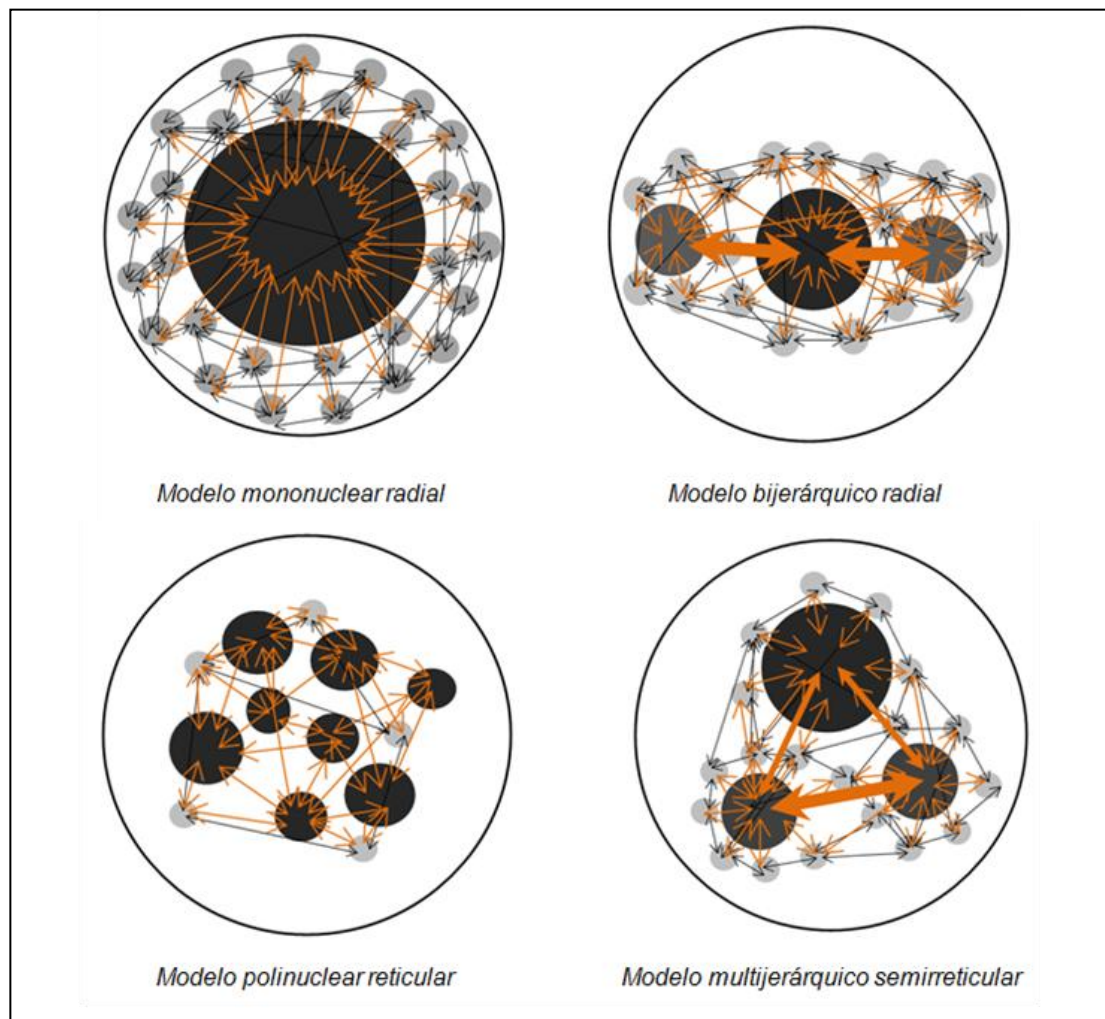 Modelo mononuclear radial
Modelo bijerárquico radial
Modelo polinuclear reticular
Modelo multijerárquico semirreticular